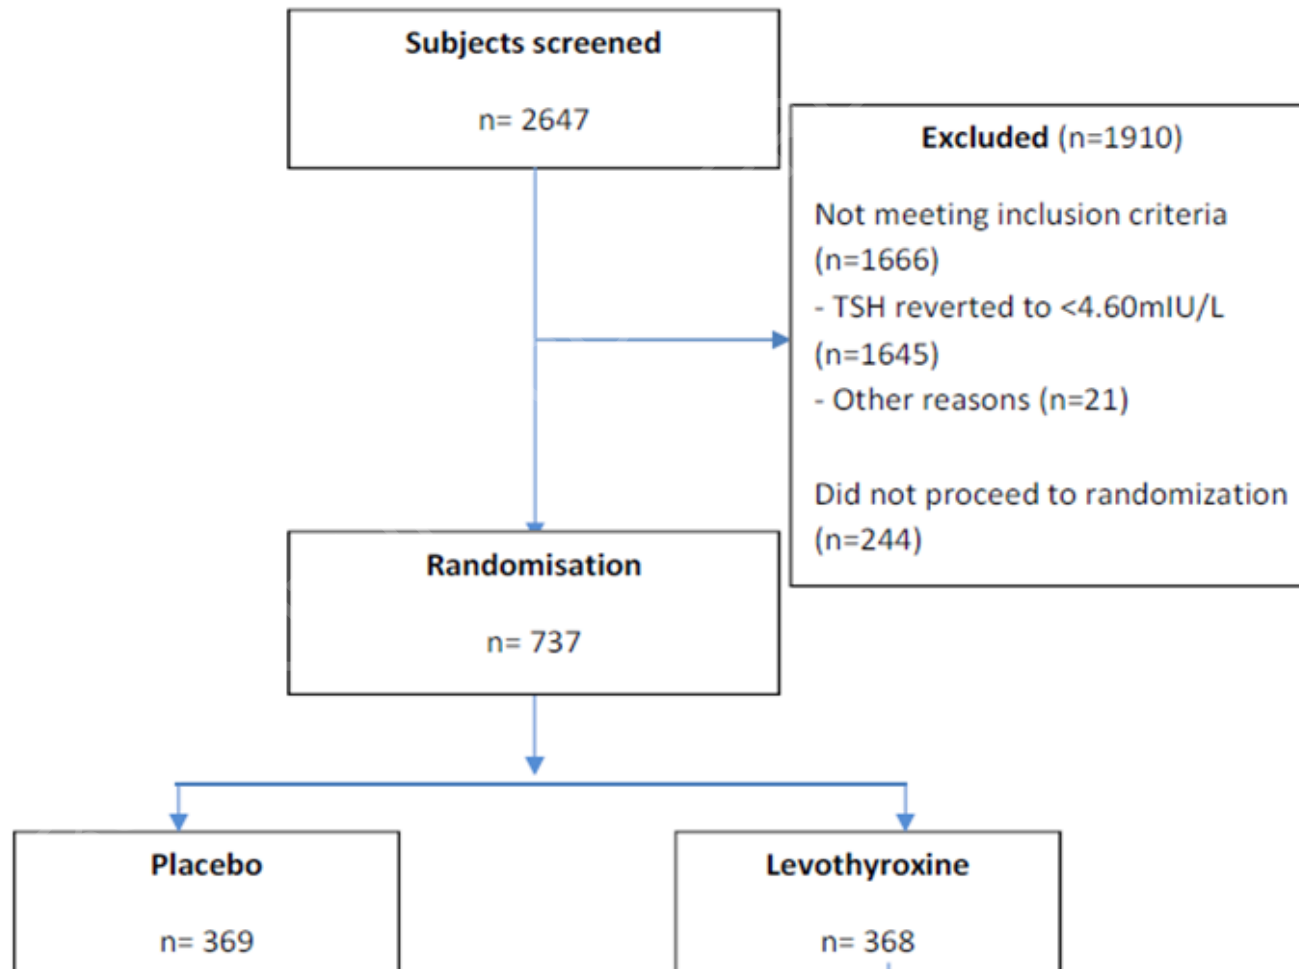 Subjects screened
n= 2647
Excluded (n=1910)
Not meeting inclusion criteria
(n=1666)
- TSH reverted to <4.60mIU/L
(n=1645)
- Other reasons (n=21)
Did not proceed to randomization
(n=244)
Randomisation
n= 737
Placebo
n= 369
Levothyroxine
n= 368